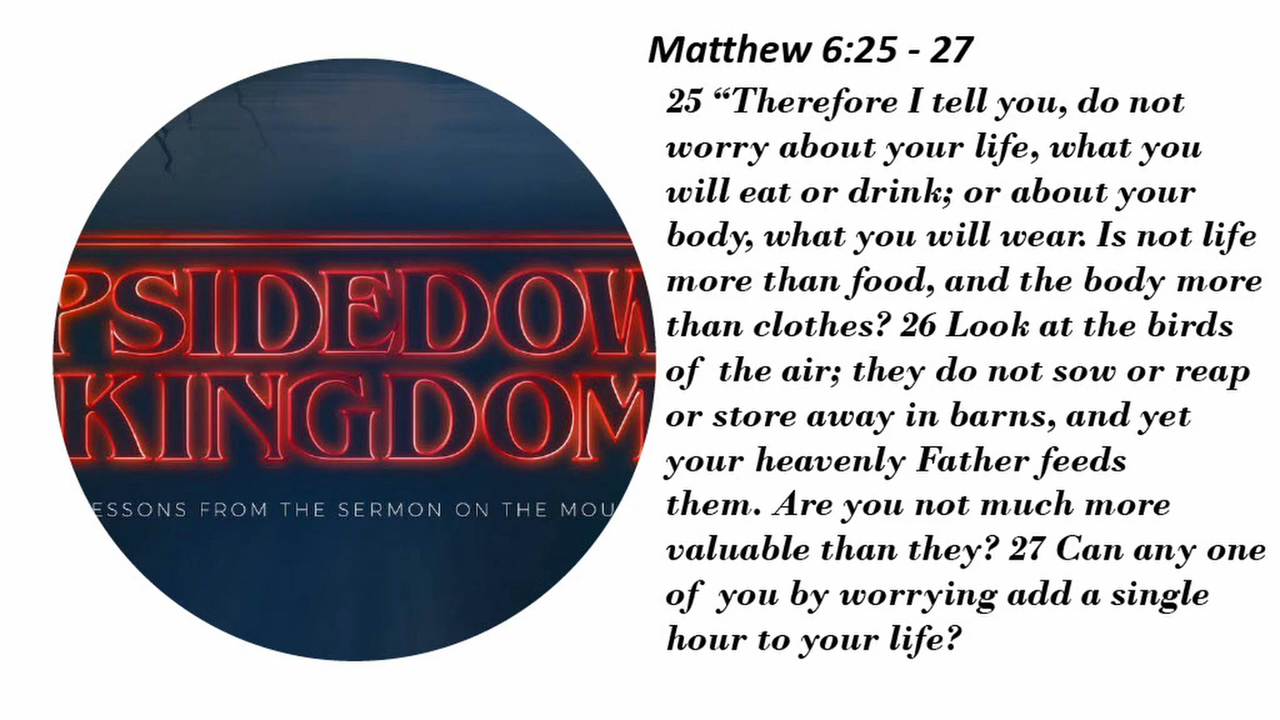 PSIDEDOW
KINGDOM
ESSONS FROM THE SERMON ON THE MOU
Matthew 6:25 - 27
25 “Therefore I tell you, do not
worry about your life, what you
will eat or drink; or about your
body, what you will wear. Is not life
more than food, and the body more
than clothes? 26 Look at the birds
of the air; they do not sow or reap
or store away in barns, and yet
your heavenly Father feeds
them. Are you not much more
valuable than they? 27 Can any one
of you by worrying add a single
hour to your life?